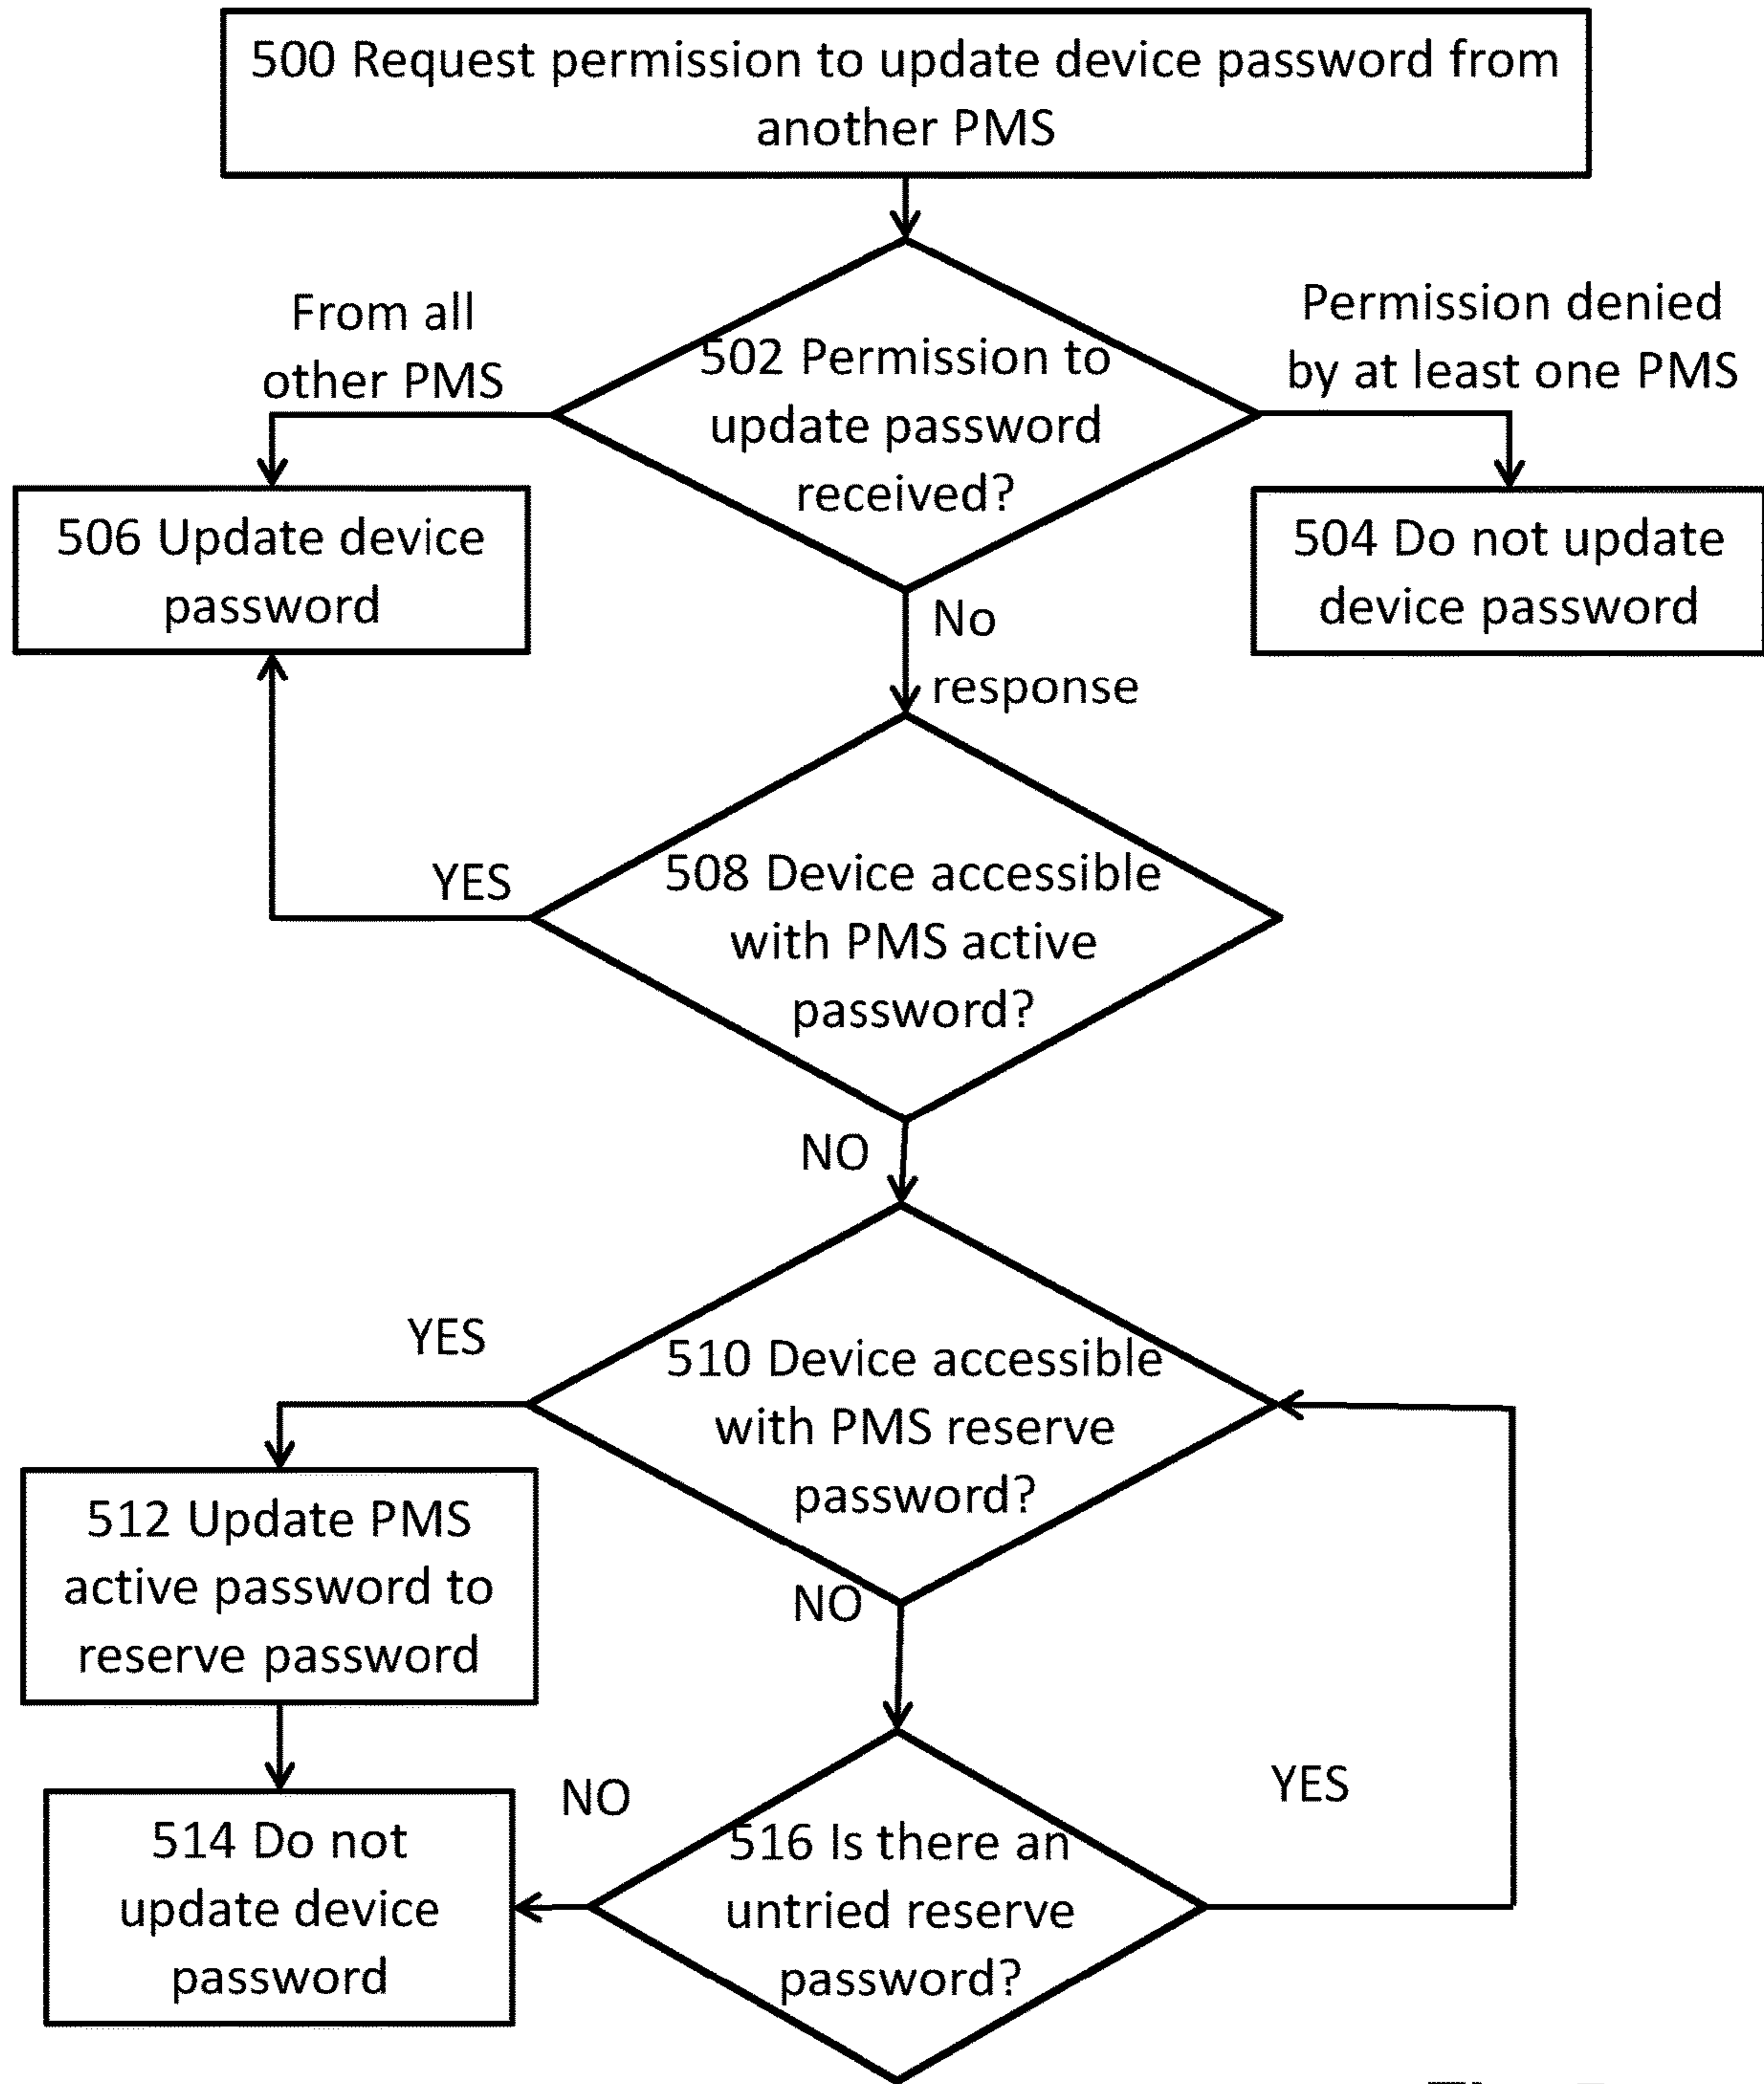 500 Request permission to update device password from
another PMS
From all
other PMS
Permission denied
by at least one PMS
502 Permission to
update password
received?
506 Update device
password
504 Do not update
device password
No
response
508 Device accessible
with PMS active
password?
YES
NO
510 Device accessible
with PMS reserve
password?
YES
512 Update PMS
active password to
reserve password
NO
514 Do not
update device
password
NO
516 Is there an
untried reserve
password?
YES